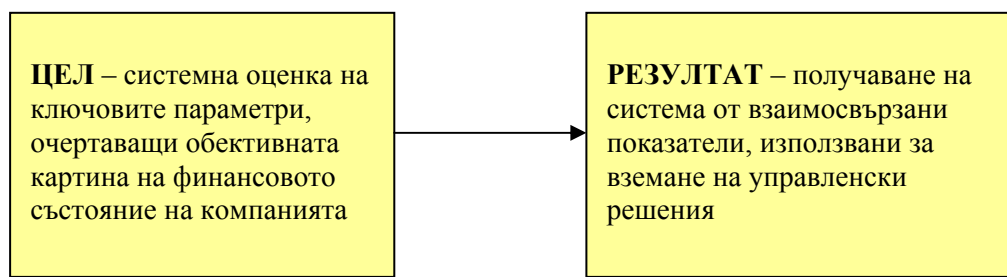 ЦЕЛ – системна оценка на
ключовите параметри,
очертаващи обективната
картина на финансовото
състояние на компанията
РЕЗУЛТАТ – получаване на
система от взаимосвързани
показатели, използвани за
вземане на управленски
решения